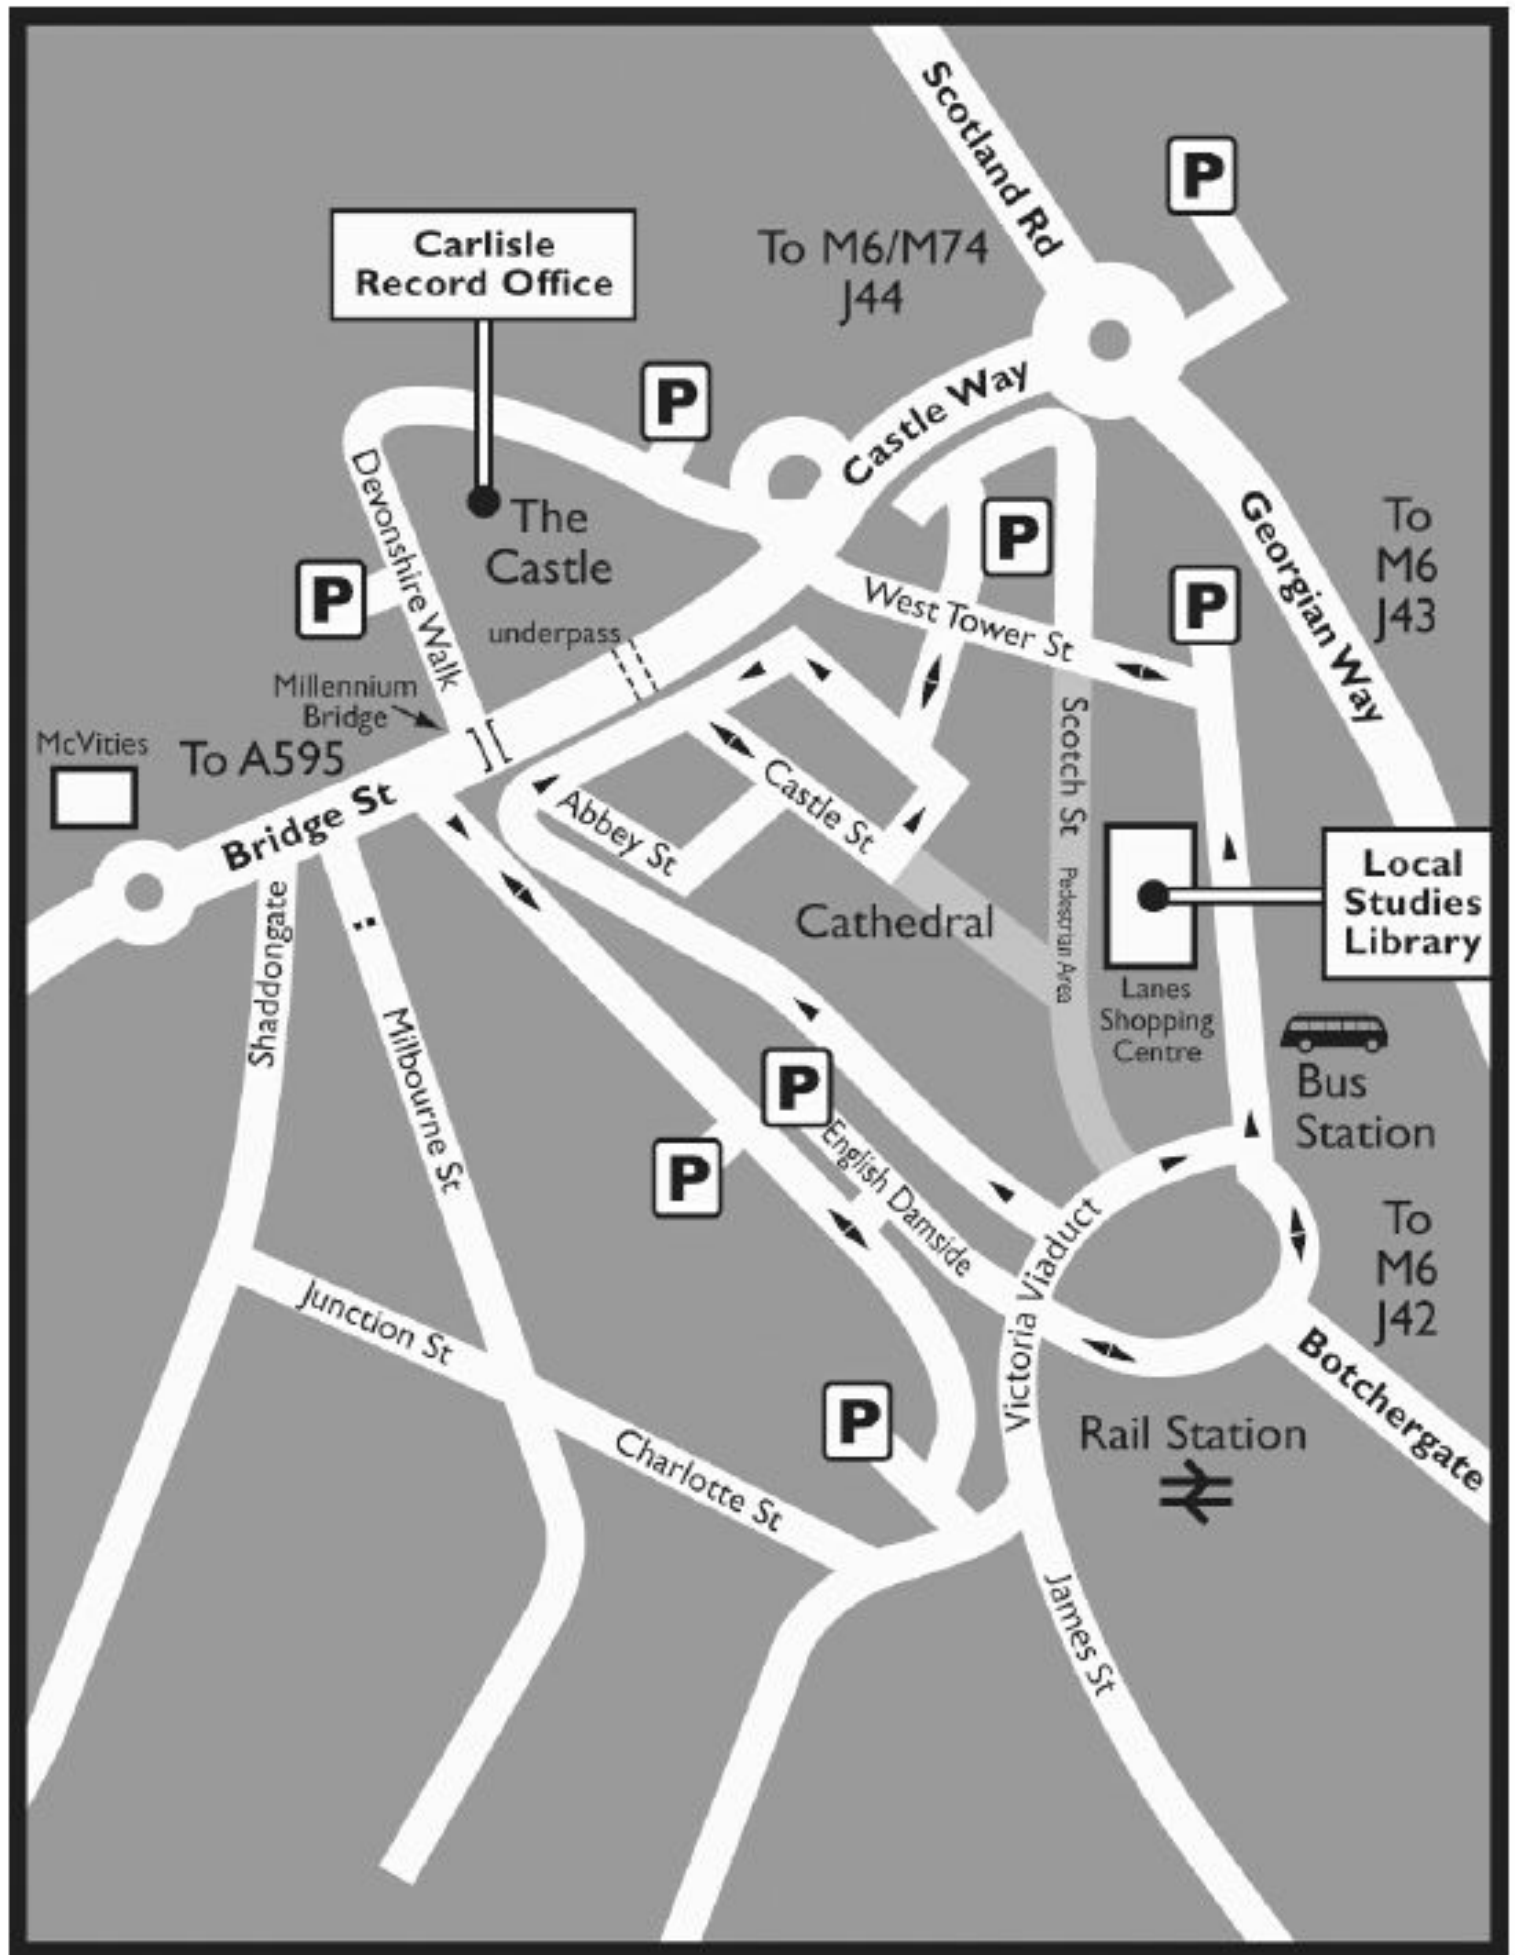 Scotland Rd
P
Carlisle
Record Office
To M6/M74
J44
P
Castle Way
Devonshire Walk
The
Castle
P
Georgian Way
To
M6
J43
P
P
West Tower St
underpass
Millennium
Bridge
McVities
To A595
Bridge St
Scotch St
Castle St
Abbey St
Pedestrian Area
Local
Studies
Library
Cathedral
Shaddongate
Lanes
Shopping
Centre
Milbourne St
P
Bus
Station
English Damside
P
Victoria Viaduct
To
M6
J42
Junction St
Botchergate
P
Rail Station
Charlotte St
James St